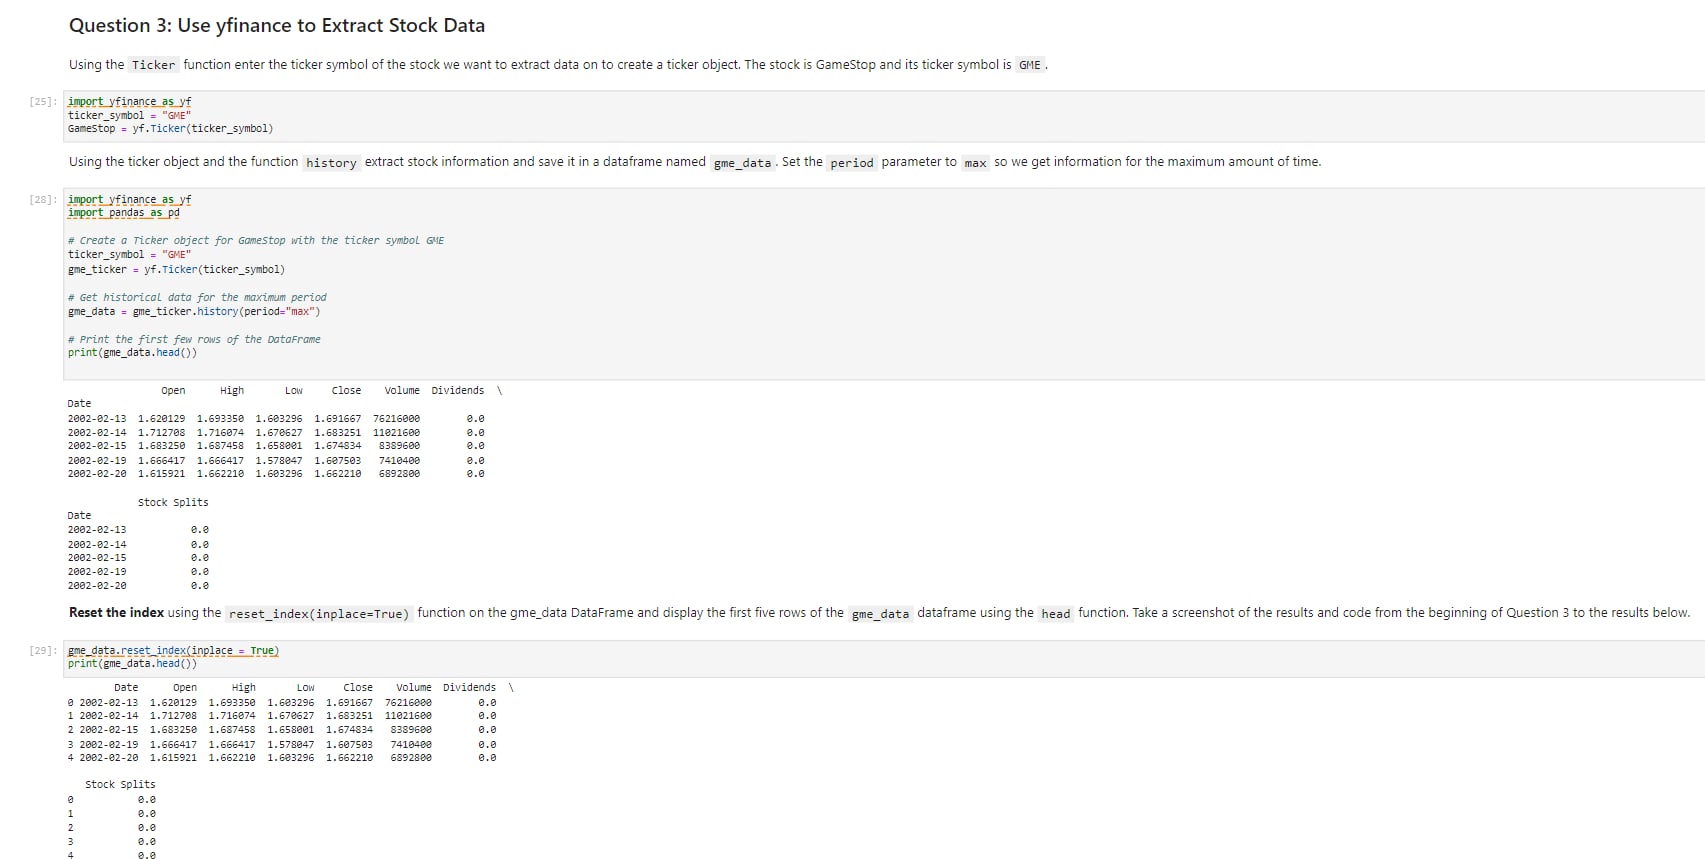 Question 3: Use yfinance to Extract Stock Data
Using the Ticker function enter the ticker symbol of the stock we want to extract data on to create a ticker object. The stock is GameStop and its ticker symbol is GME .
[25]: import yfinance as yf
ticker_symbol = "GME"
GameStop = yf.Ticker(ticker_symbol)
Using the ticker object and the function history extract stock information and save it in a dataframe named gme_data . Set the period parameter to max so we get information for the maximum amount of time.
[28]: import yfinance as yf
import pandas as pd
# Create a Ticker object for GameStop with the ticker symbol GME
ticker_symbol = "GME"
gme_ticker = yf.Ticker(ticker_symbol)
# Get historical data for the maximum period
gme_data = gme_ticker.history(period="max")
# Print the first few rows of the DataFrame
print(gme_data.head())
Open High Low Close Volume Dividends \
Date
2002-02-13 1.620129 1.693350 1.603296 1.691667 76216000 0.0
2002-02-14 1.712708 1.716074 1.670627 1.683251 11021600 0.0
2002-02-15 1.683250 1.687458 1.658001 1.674834 8389600 0.0
2002-02-19 1.666417 1.666417 1.578047 1.607503 7410400 0.0
2002-02-20 1.615921 1.662210 1.603296 1.662210 6892800 0.0
Stock Splits
Date
2002-02-13 0.0
2002-02-14 0.0
2002-02-15 0.0
2002-02-19 0.0
2002-02-20 0.0
Reset the index using the reset_index(inplace=True) function on the gme_data DataFrame and display the first five rows of the gme_data dataframe using the head function. Take a screenshot of the results and code from the beginning of Question 3 to the results below.
[29]: gme_data.reset_index(inplace = True)
print(gme_data.head())
Date Open High Low Close Volume Dividends \
0 2002-02-13 1.620129 1.693350 1.603296 1.691667 76216000 0.0
1 2002-02-14 1.712708 1.716074 1.670627 1.683251 11021600 0.0
2 2002-02-15 1.683250 1.687458 1.658001 1.674834 8389600 0.0
3 2002-02-19 1.666417 1.666417 1.578047 1.607503 7410400 0.0
4 2002-02-20 1.615921 1.662210 1.603296 1.662210 6892800 0.0
Stock Splits
0 0.0
1 0.0
2 0.0
3 0.0
4 0.0